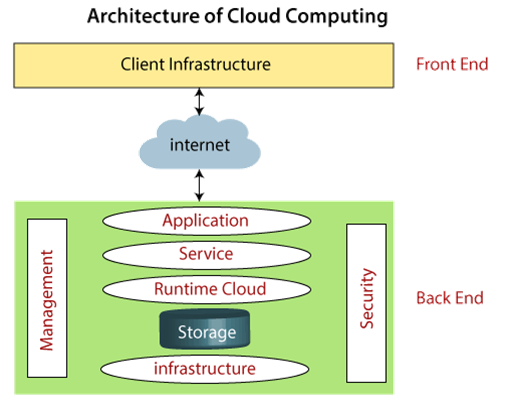 Architecture of Cloud Computing
Client Infrastructure
Front End
internet
Application
Service
Runtime Cloud
Storage
infrastructure
Management
Security
Back End